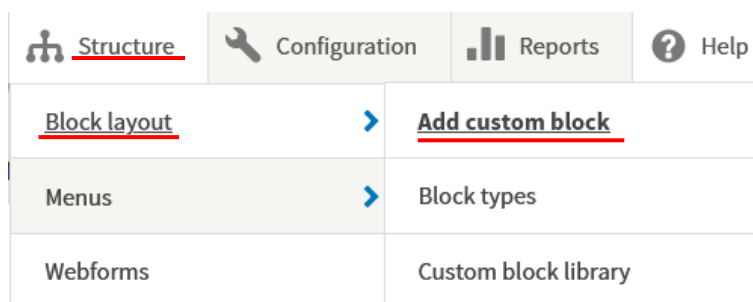 Structure Configuration Reports Help
Block layout Add custom block
Menus Block types
Webforms Custom block library